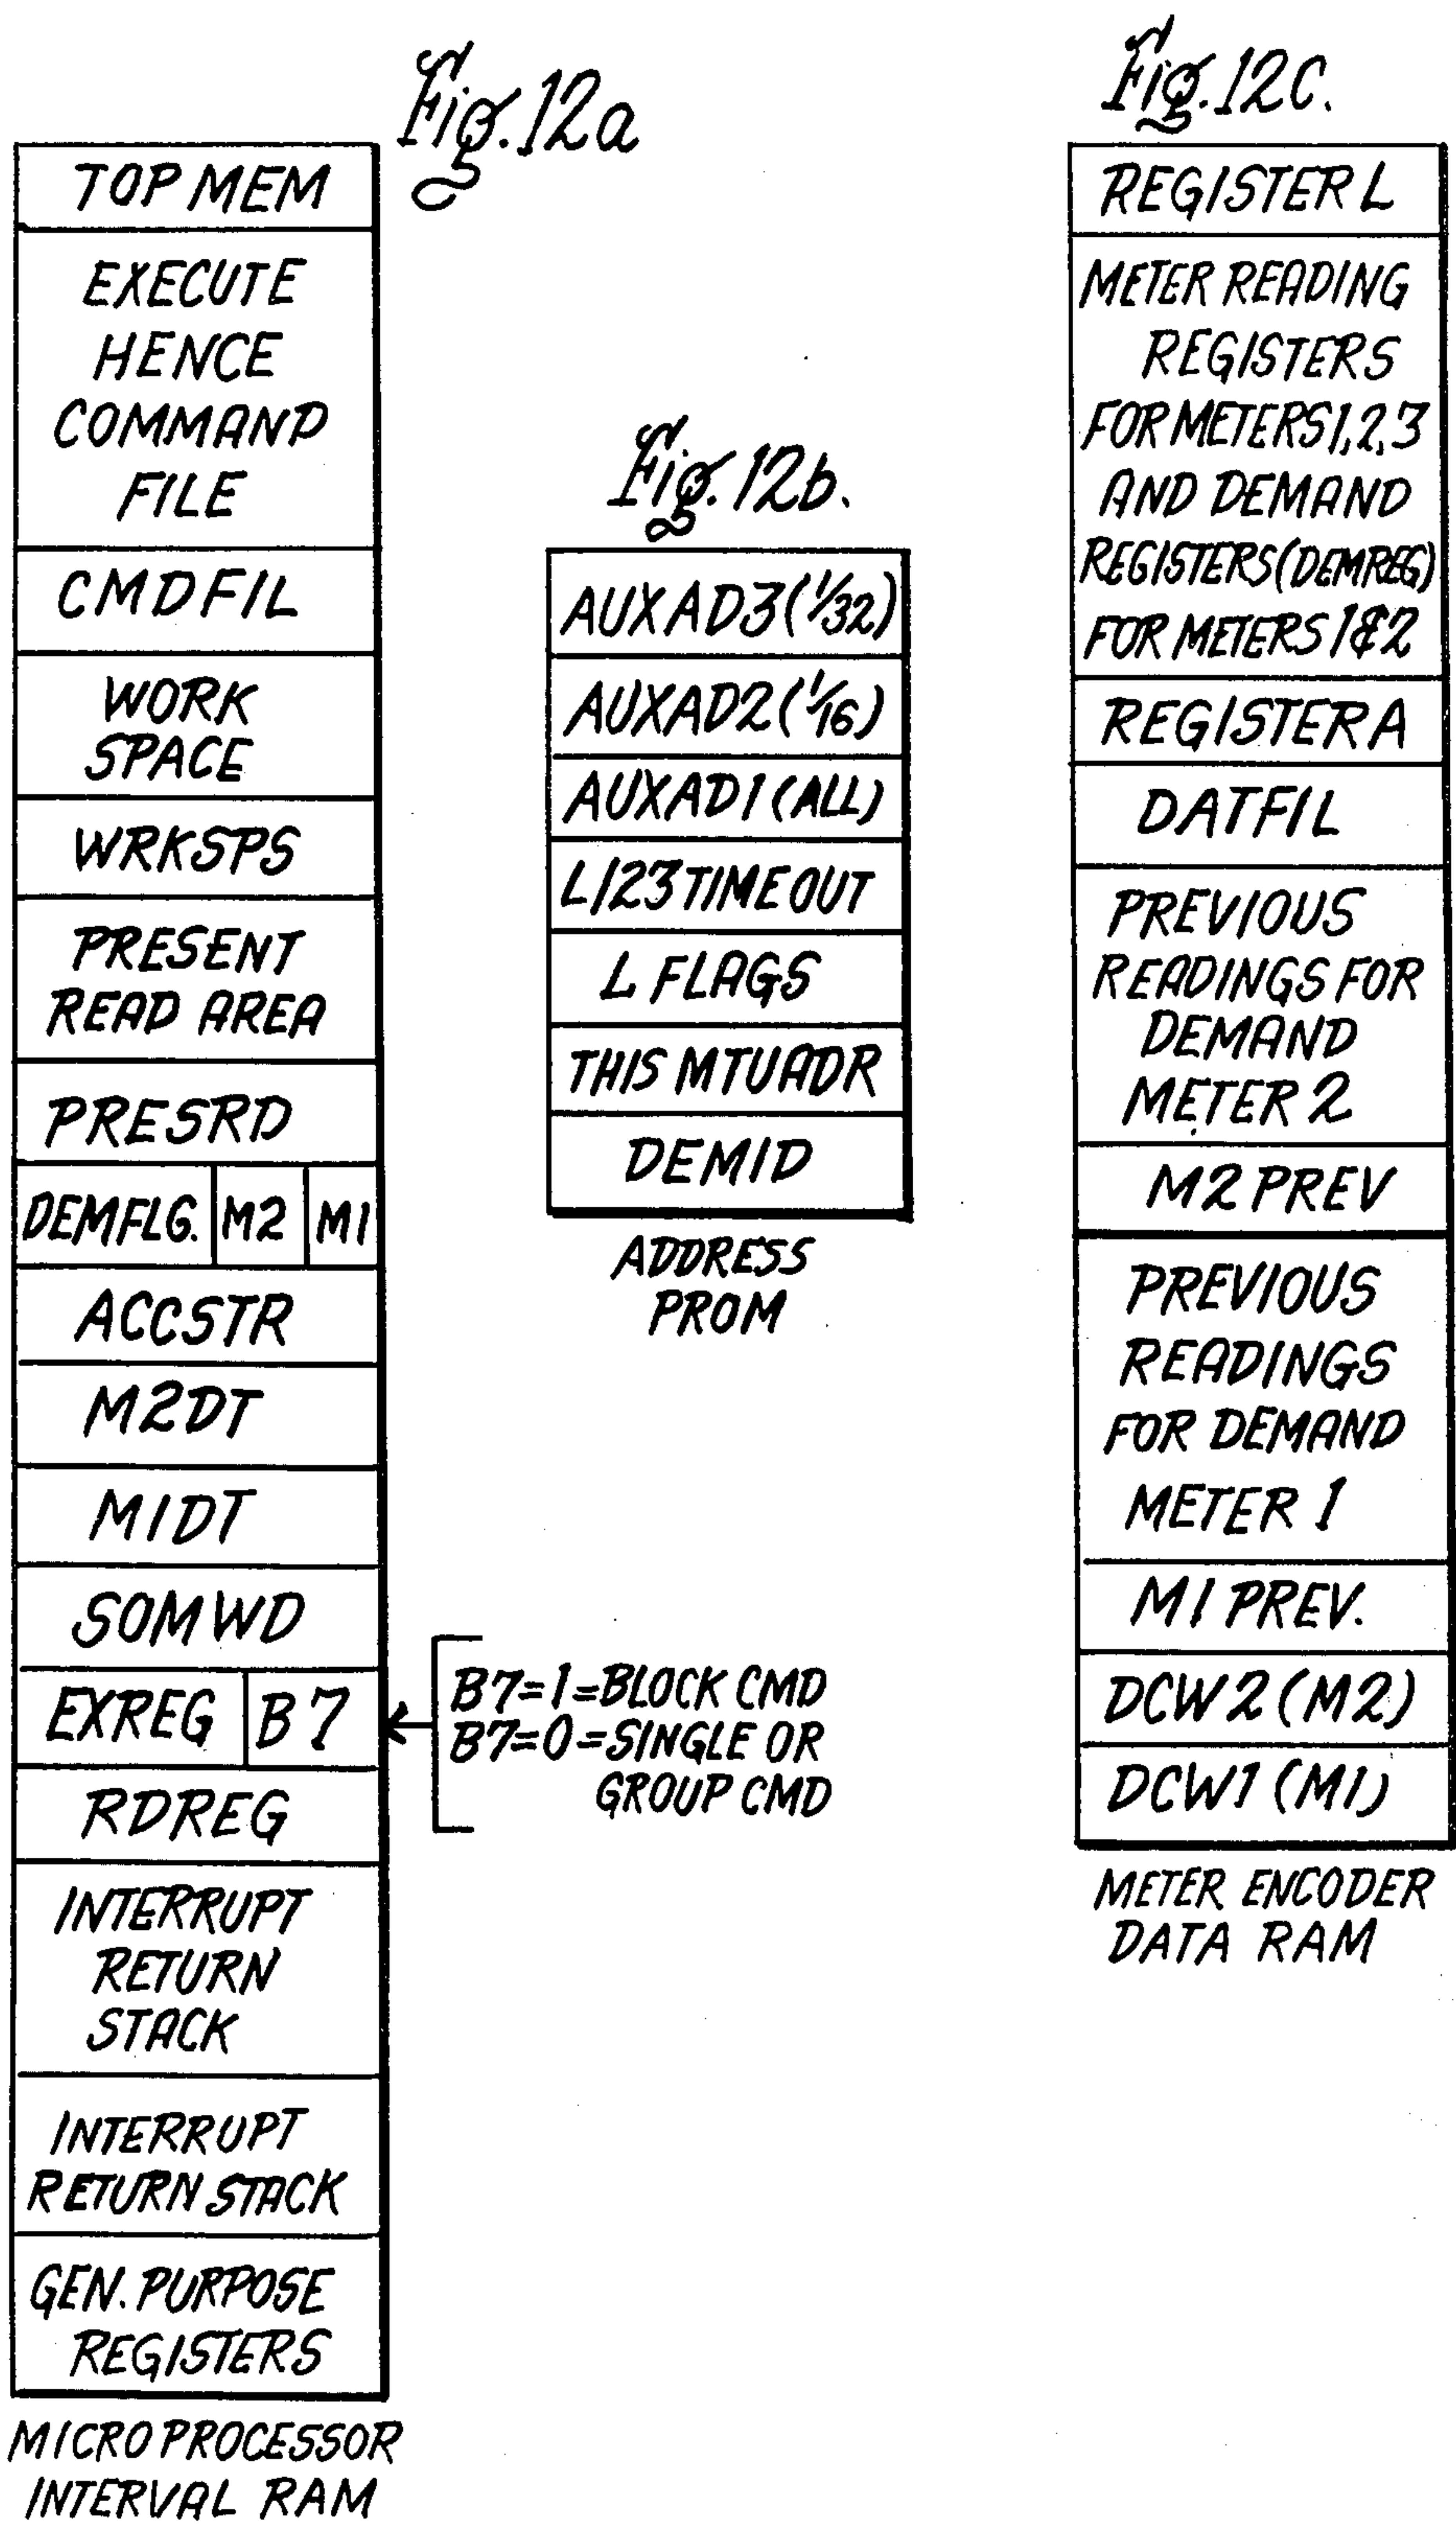 Fig. 12a
TOP MEM
EXECUTE
HENCE
COMMAND
FILE
CMDFIL
WORK
SPACE
WRKSPS
PRESENT
READ AREA
PRESRD
DEMFLG. M2 M1
ACCSTR
M2DT
M1DT
SOMWD
EXREG B7
B7=1=BLOCK CMD
B7=0=SINGLE OR
GROUP CMD
RDREG
INTERRUPT
RETURN
STACK
INTERRUPT
RETURN STACK
GEN. PURPOSE
REGISTERS
MICROPROCESSOR
INTERVAL RAM
Fig. 12b.
AUXAD3 (1/32)
AUXAD2 (1/16)
AUXAD1 (ALL)
L/23 TIME OUT
L FLAGS
THIS MTUADR
DEMID
ADDRESS
PROM
Fig. 12C.
REGISTER L
METER READING
REGISTERS
FOR METERS 1,2,3
AND DEMAND
REGISTERS (DEMREG)
FOR METERS 1&2
REGISTER A
DATFIL
PREVIOUS
READINGS FOR
DEMAND
METER 2
M2 PREV
PREVIOUS
READINGS
FOR DEMAND
METER 1
M1 PREV.
DCW2 (M2)
DCW1 (M1)
METER ENCODER
DATA RAM